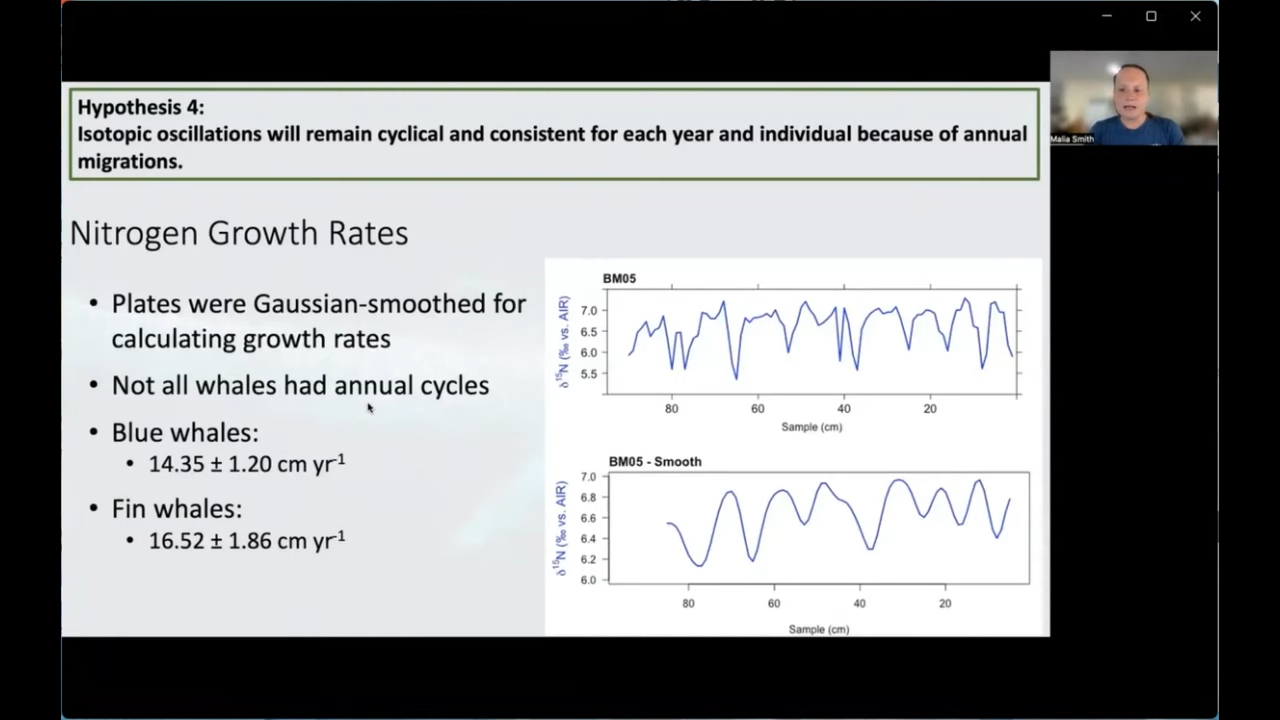 Hypothesis 4:
Isotopic oscillations will remain cyclical and consistent for each year and individual because of annual
migrations.
Malia Smith
Nitrogen Growth Rates
• Plates were Gaussian-smoothed for
calculating growth rates
• Not all whales had annual cycles
• Blue whales:
• 14.35 ± 1.20 cm yr⁻¹
• Fin whales:
• 16.52 ± 1.86 cm yr⁻¹
BM05
δ¹⁵N (‰ vs. AIR)
7.0
6.5
6.0
5.5
80 60 40 20
Sample (cm)
BM05 - Smooth
δ¹⁵N (‰ vs. AIR)
7.0
6.8
6.6
6.4
6.2
6.0
80 60 40 20
Sample (cm)